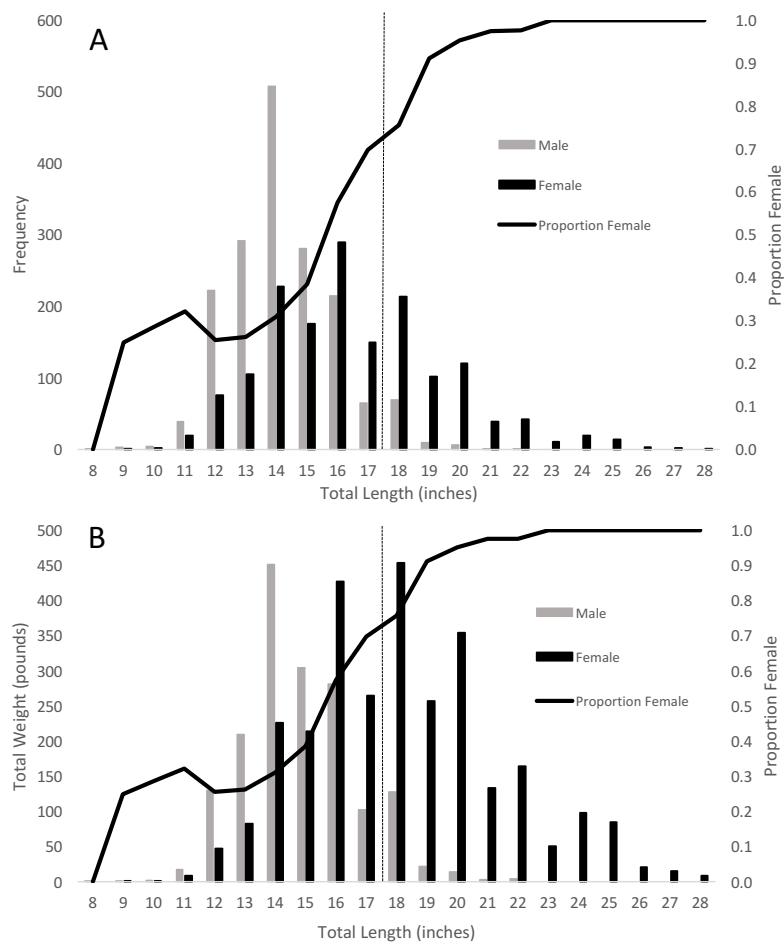 A
600
500
400
300
200
100
0
Frequency
1.0
0.9
0.8
0.7
0.6
0.5
0.4
0.3
0.2
0.1
0.0
Proportion Female
Male
Female
Proportion Female
8 9 10 11 12 13 14 15 16 17 18 19 20 21 22 23 24 25 26 27 28
Total Length (inches)
B
500
450
400
350
300
250
200
150
100
50
0
Total Weight (pounds)
1.0
0.9
0.8
0.7
0.6
0.5
0.4
0.3
0.2
0.1
0.0
Proportion Female
Male
Female
Proportion Female
8 9 10 11 12 13 14 15 16 17 18 19 20 21 22 23 24 25 26 27 28
Total Length (inches)